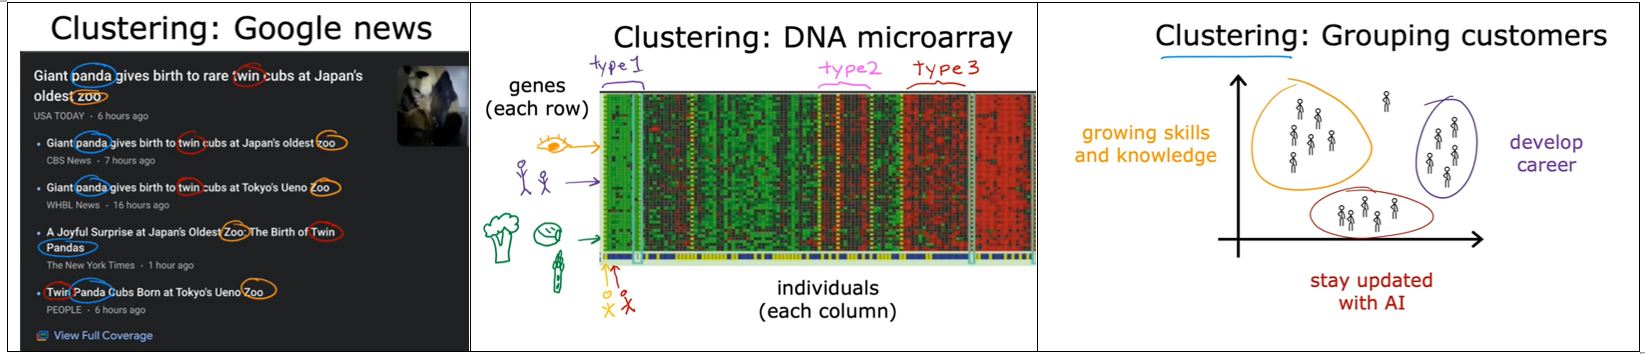 Clustering: Google news
Giant panda gives birth to rare twin cubs at Japan's
oldest zoo
USA TODAY · 6 hours ago
• Giant panda gives birth to twin cubs at Japan's oldest zoo
CBS News · 7 hours ago
• Giant panda gives birth to twin cubs at Tokyo's Ueno Zoo
WHBL News · 16 hours ago
• A Joyful Surprise at Japan's Oldest Zoo: The Birth of Twin
Pandas
The New York Times · 1 hour ago
• Twin Panda Cubs Born at Tokyo's Ueno Zoo
PEOPLE · 6 hours ago
View Full Coverage
Clustering: DNA microarray
type1
type2
type3
genes
(each row)
individuals
(each column)
Clustering: Grouping customers
growing skills
and knowledge
develop
career
stay updated
with AI